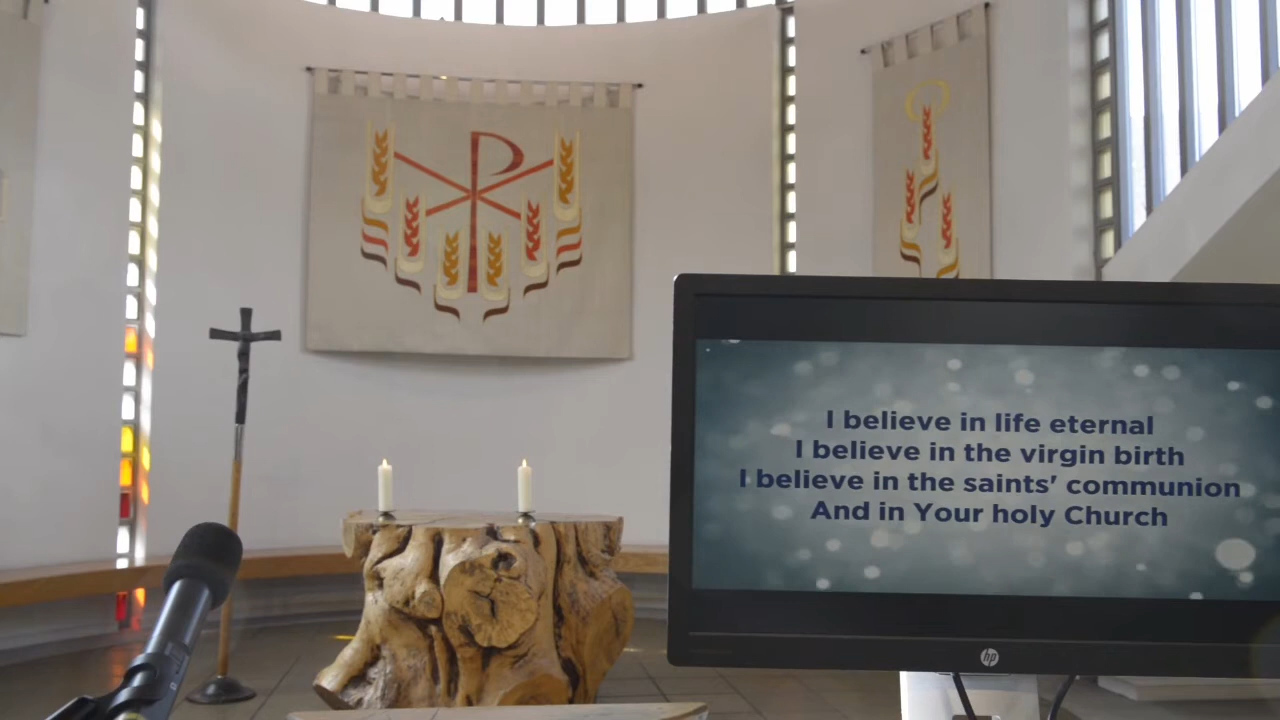 I believe in life eternal
I believe in the virgin birth
I believe in the saints' communion
And in Your holy Church
hp